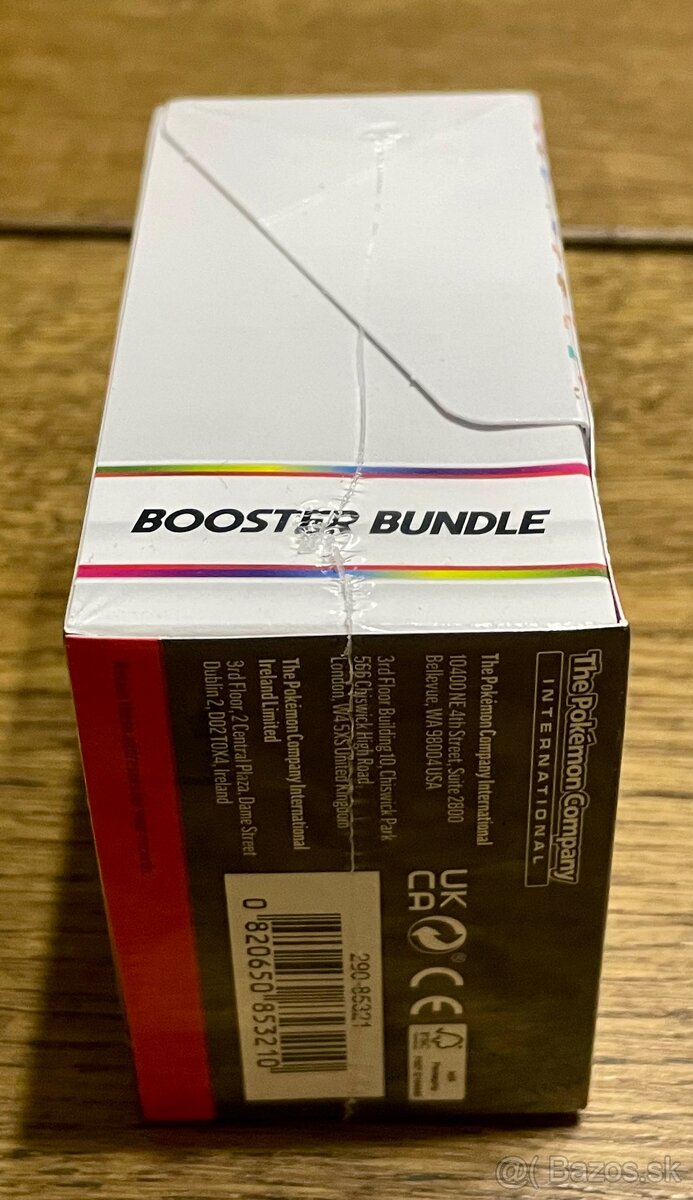 BOOSTER BUNDLE
The Pokémon Company
INTERNATIONAL
The Pokémon Company International
10400 NE 4th Street, Suite 2800
Bellevue, WA 98004 USA
3rd Floor Building 10, Chiswick Park
566 Chiswick High Road
London, W4 5XS United Kingdom
The Pokémon Company International
Ireland Limited
3rd Floor, 2 Central Plaza, Dame Street
Dublin 2, D02 T0X4, Ireland
UK
CA
CE
290-85321
0 820650 853210
@( Bazos.sk